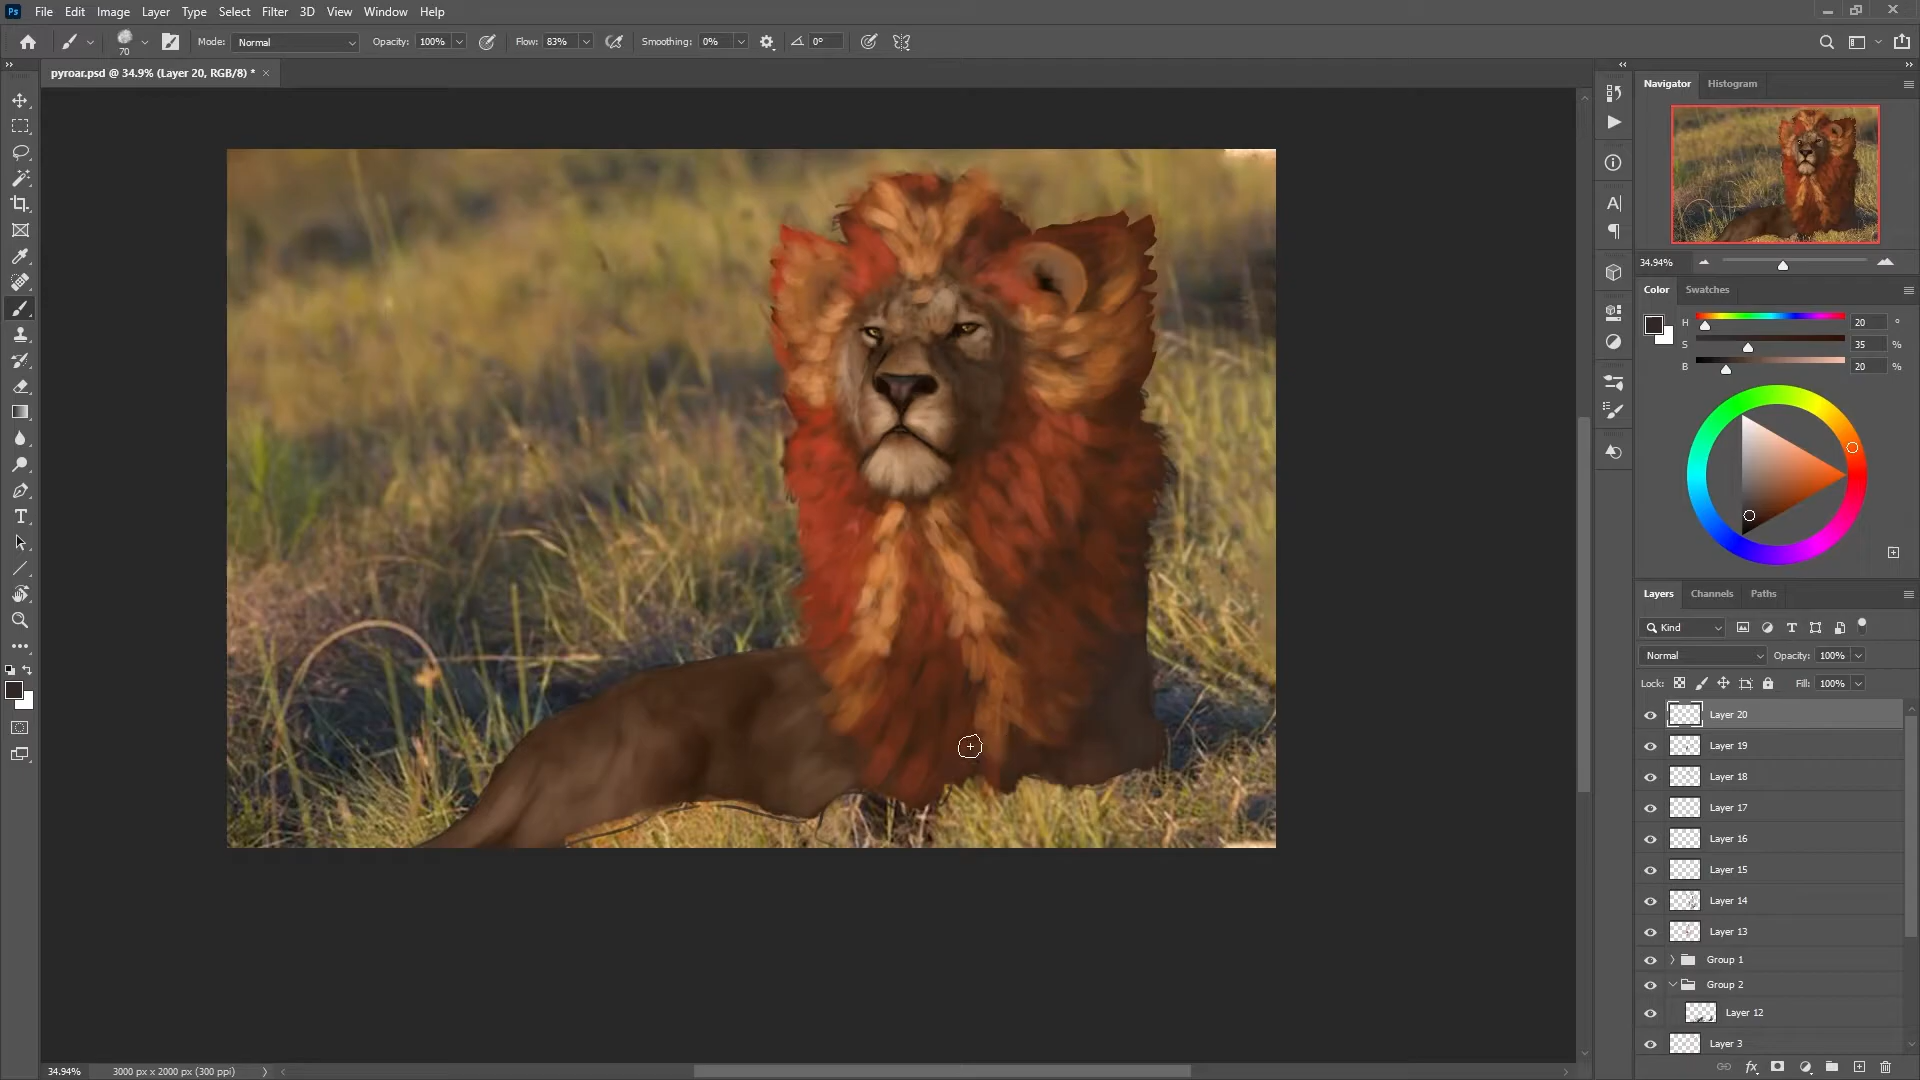 Ps File Edit Image Layer Type Select Filter 3D View Window Help
70 Mode: Normal Opacity: 100% Flow: 83% Smoothing: 0% 0°
pyroar.psd @ 34.9% (Layer 20, RGB/8) * ×
Navigator Histogram
34.94%
Color Swatches
H 20 °
S 35 %
B 20 %
Layers Channels Paths
Kind
Normal Opacity: 100%
Lock: Fill: 100%
Layer 20
Layer 19
Layer 18
Layer 17
Layer 16
Layer 15
Layer 14
Layer 13
Group 1
Group 2
Layer 12
Layer 3
34.94% 3000 px x 2000 px (300 ppi)